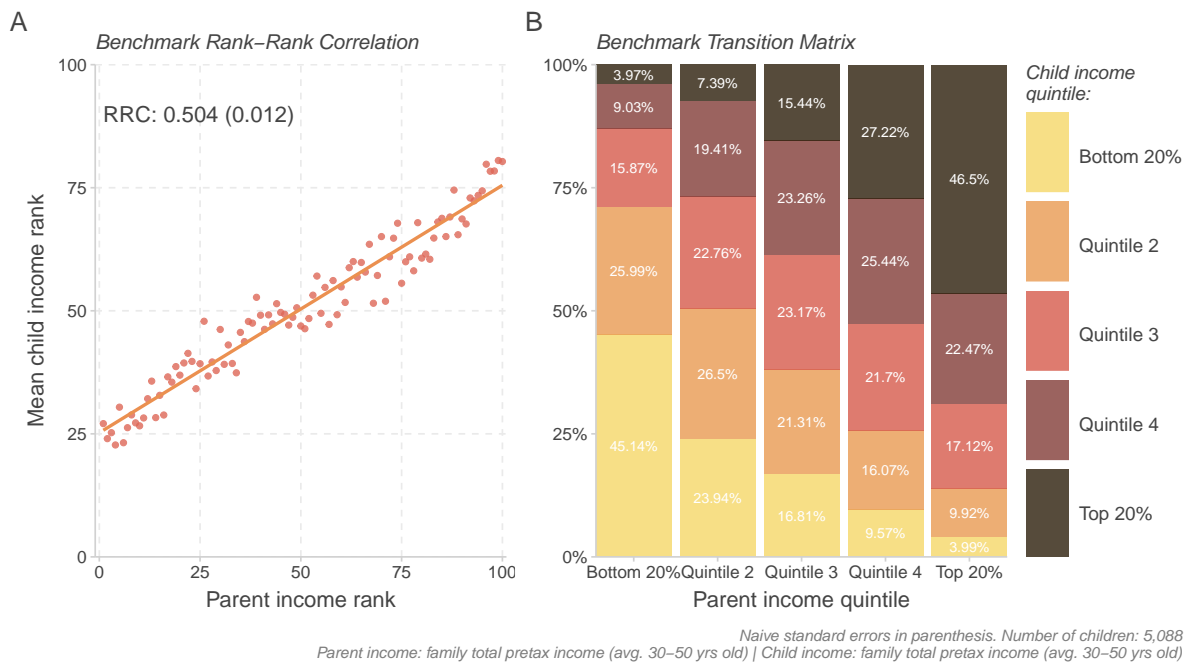 A
Benchmark Rank−Rank Correlation
100
75
50
25
0
RRC: 0.504 (0.012)
0 25 50 75 100
Mean child income rank
Parent income rank
B
Benchmark Transition Matrix
100%
75%
50%
25%
0%
3.97%
9.03%
15.87%
25.99%
45.14%
7.39%
19.41%
22.76%
26.5%
23.94%
15.44%
23.26%
23.17%
21.31%
16.81%
27.22%
25.44%
21.7%
16.07%
9.57%
46.5%
22.47%
17.12%
9.92%
3.99%
Bottom 20% Quintile 2 Quintile 3 Quintile 4 Top 20%
Parent income quintile
Child income
quintile:
Bottom 20%
Quintile 2
Quintile 3
Quintile 4
Top 20%
Naive standard errors in parenthesis. Number of children: 5,088
Parent income: family total pretax income (avg. 30−50 yrs old) | Child income: family total pretax income (avg. 30−50 yrs old)